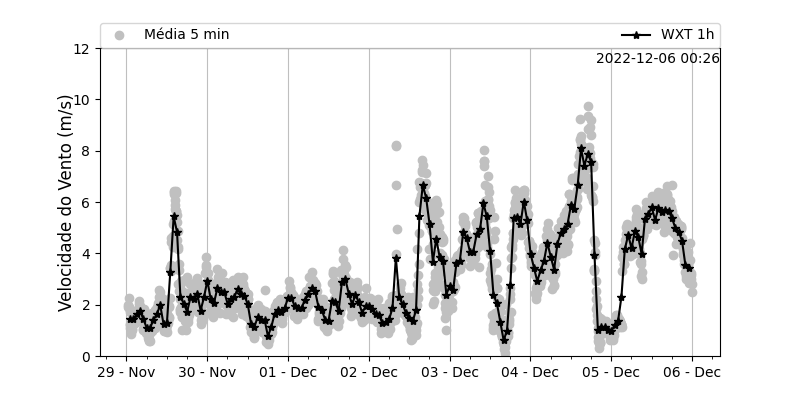 Média 5 min
WXT 1h
2022-12-06 00:26
Velocidade do Vento (m/s)
12
10
8
6
4
2
0
29 - Nov
30 - Nov
01 - Dec
02 - Dec
03 - Dec
04 - Dec
05 - Dec
06 - Dec